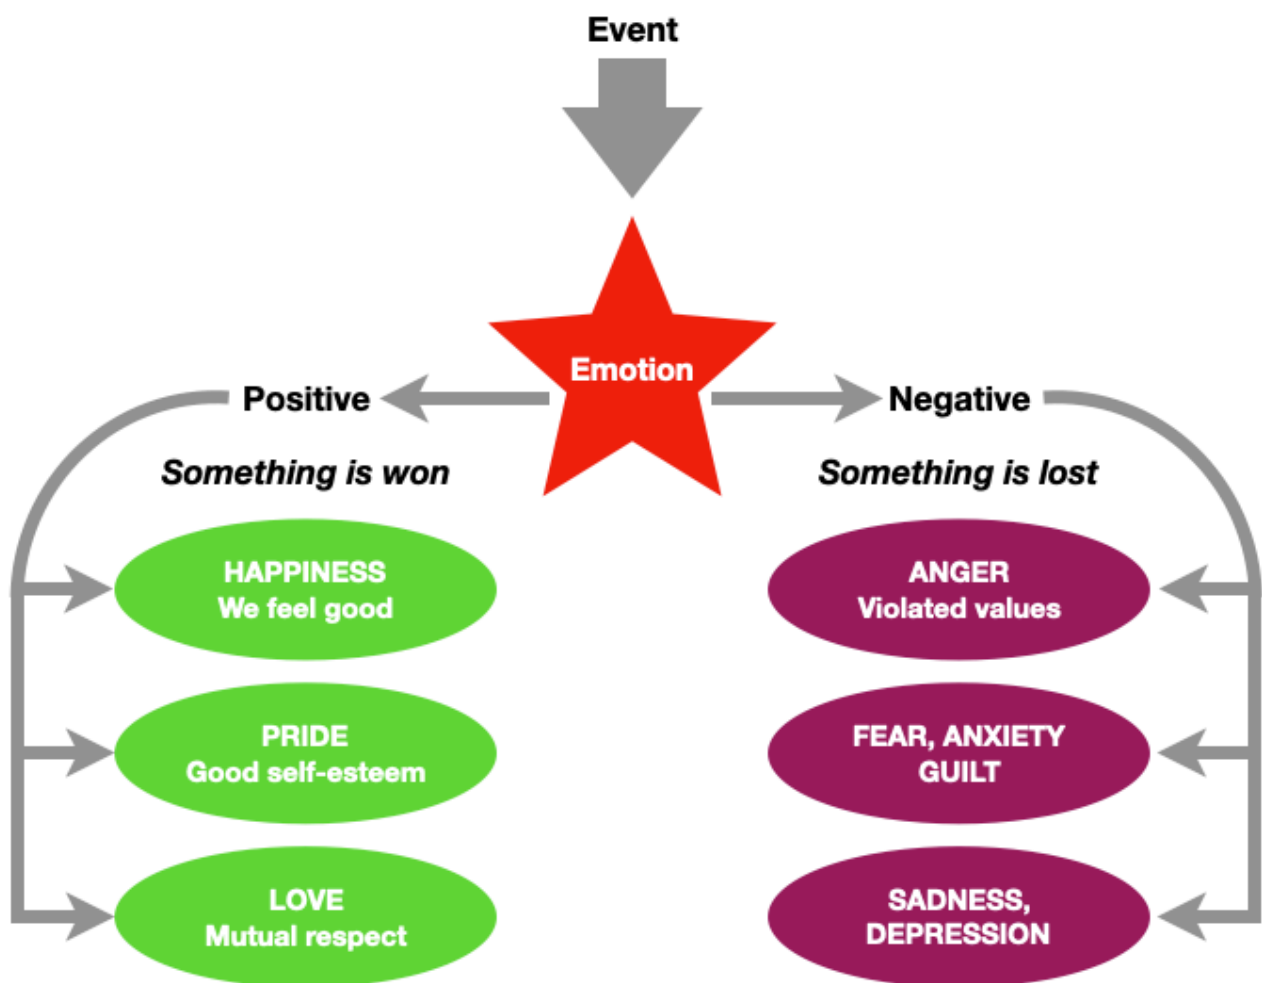 Event
Emotion
Positive
Negative
Something is won
Something is lost
HAPPINESS
We feel good
ANGER
Violated values
PRIDE
Good self-esteem
FEAR, ANXIETY
GUILT
LOVE
Mutual respect
SADNESS,
DEPRESSION